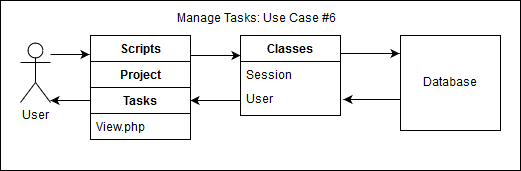 Manage Tasks: Use Case #6
User
Scripts
Project
Tasks
View.php
Classes
Session
User
Database